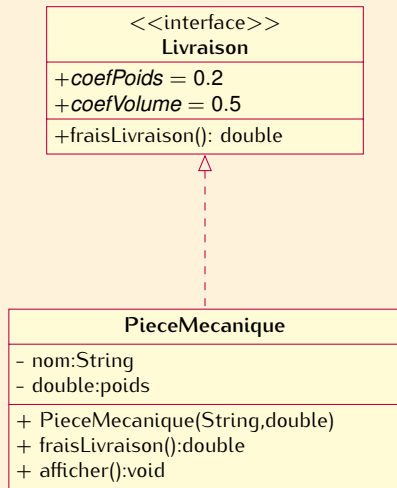 <<interface>>
Livraison
+coefPoids = 0.2
+coefVolume = 0.5
+fraisLivraison(): double
PieceMecanique
- nom:String
- double:poids
+ PieceMecanique(String,double)
+ fraisLivraison():double
+ afficher():void